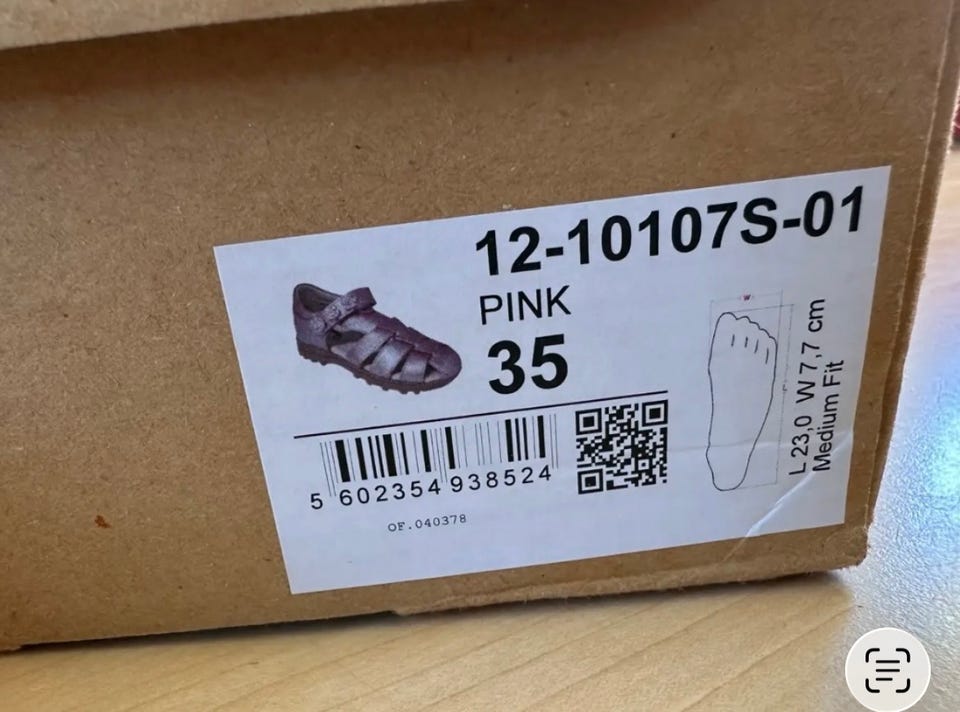 12-10107S-01
PINK
35
5 602354 938524
OF.040378
W
L 23,0 W 7,7 cm
Medium Fit